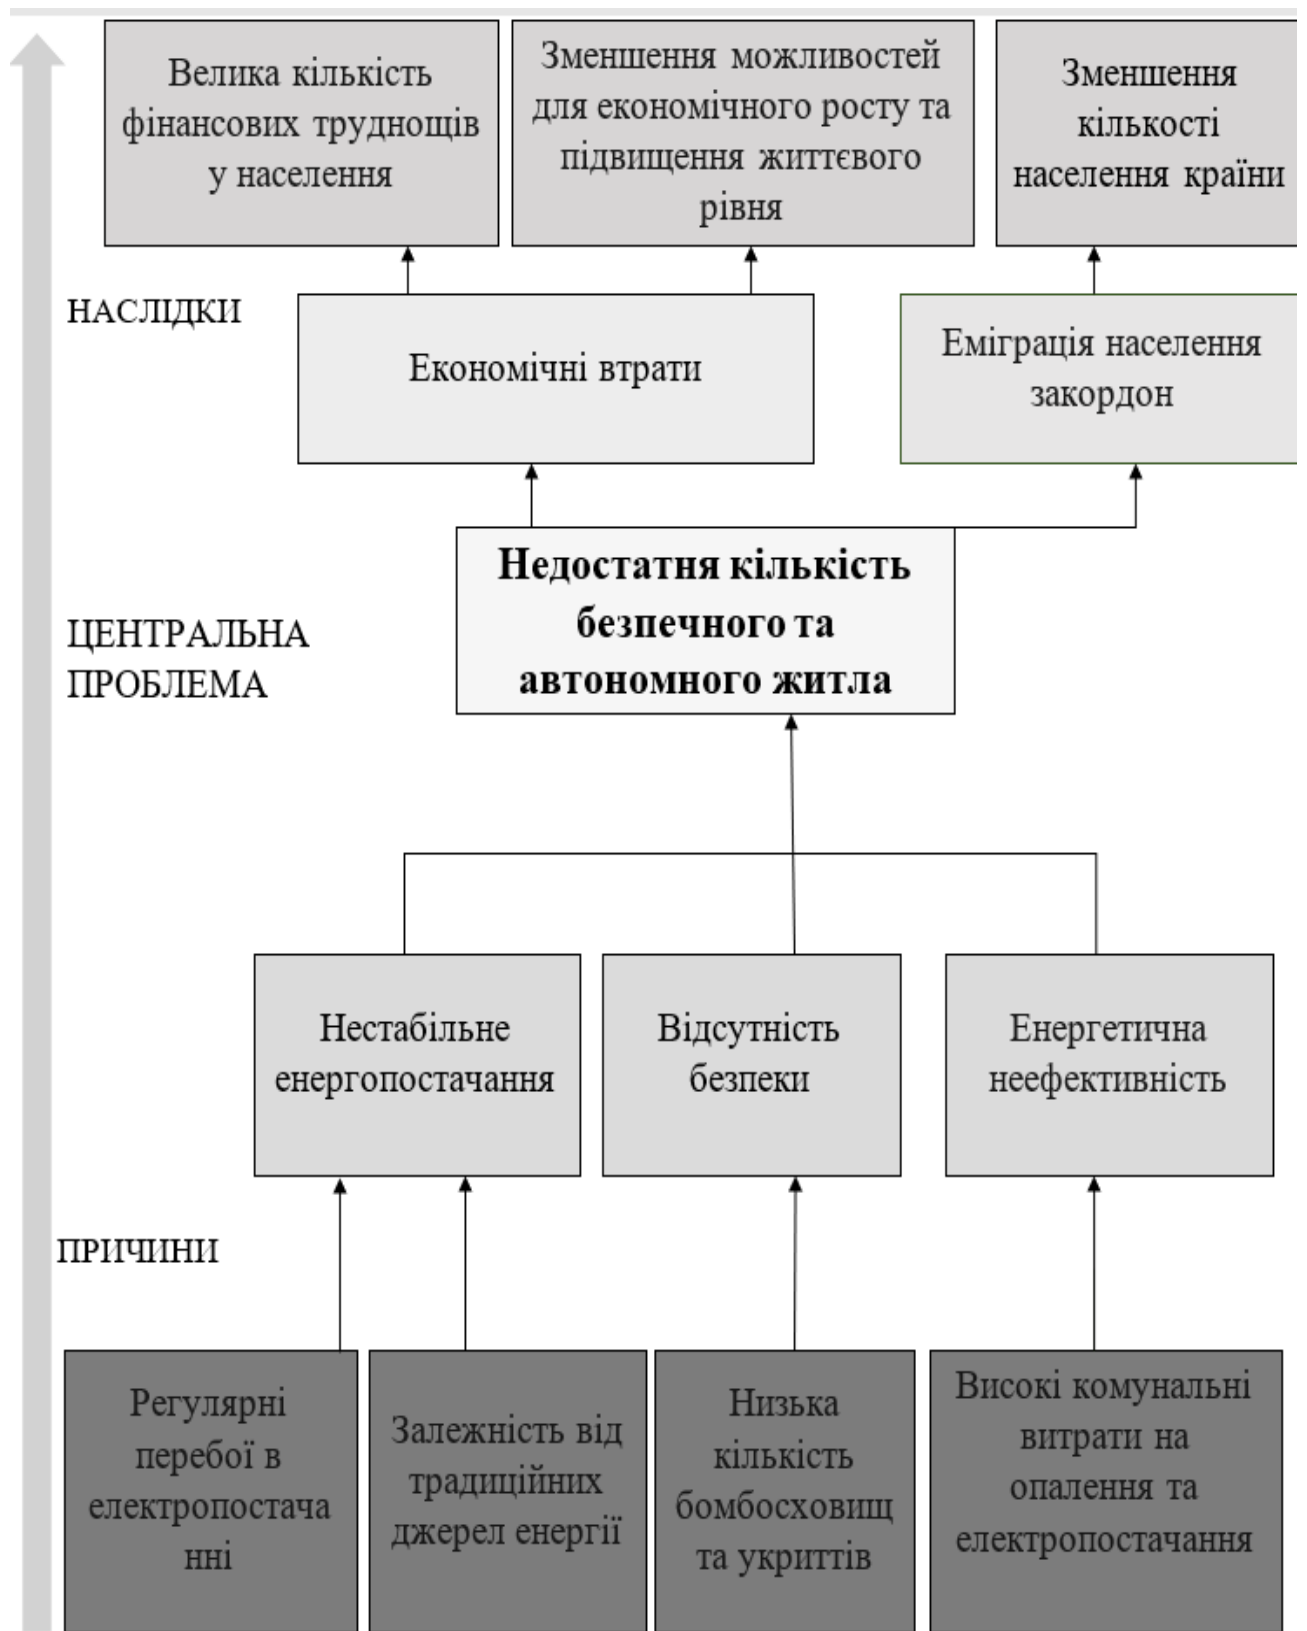 Велика кількість
фінансових труднощів
у населення
Зменшення можливостей
для економічного росту та
підвищення життєвого
рівня
Зменшення
кількості
населення країни
НАСЛІДКИ
Економічні втрати
Еміграція населення
закордон
ЦЕНТРАЛЬНА
ПРОБЛЕМА
Недостатня кількість
безпечного та
автономного житла
Нестабільне
енергопостачання
Відсутність
безпеки
Енергетична
неефективність
ПРИЧИНИ
Регулярні
перебої в
електропостача
нні
Залежність від
традиційних
джерел енергії
Низька
кількість
бомбосховищ
та укриттів
Високі комунальні
витрати на
опалення та
електропостачання